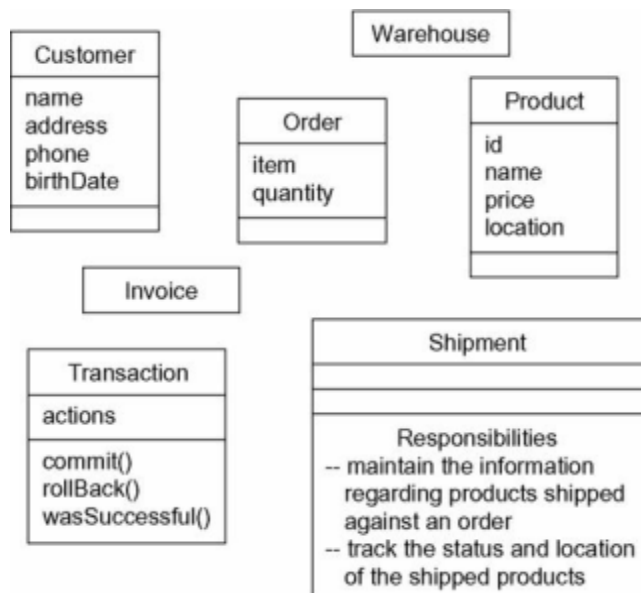 Customer
name
address
phone
birthDate
Warehouse
Order
item
quantity
Product
id
name
price
location
Invoice
Transaction
actions
commit()
rollBack()
wasSuccessful()
Shipment
Responsibilities
-- maintain the information
regarding products shipped
against an order
-- track the status and location
of the shipped products